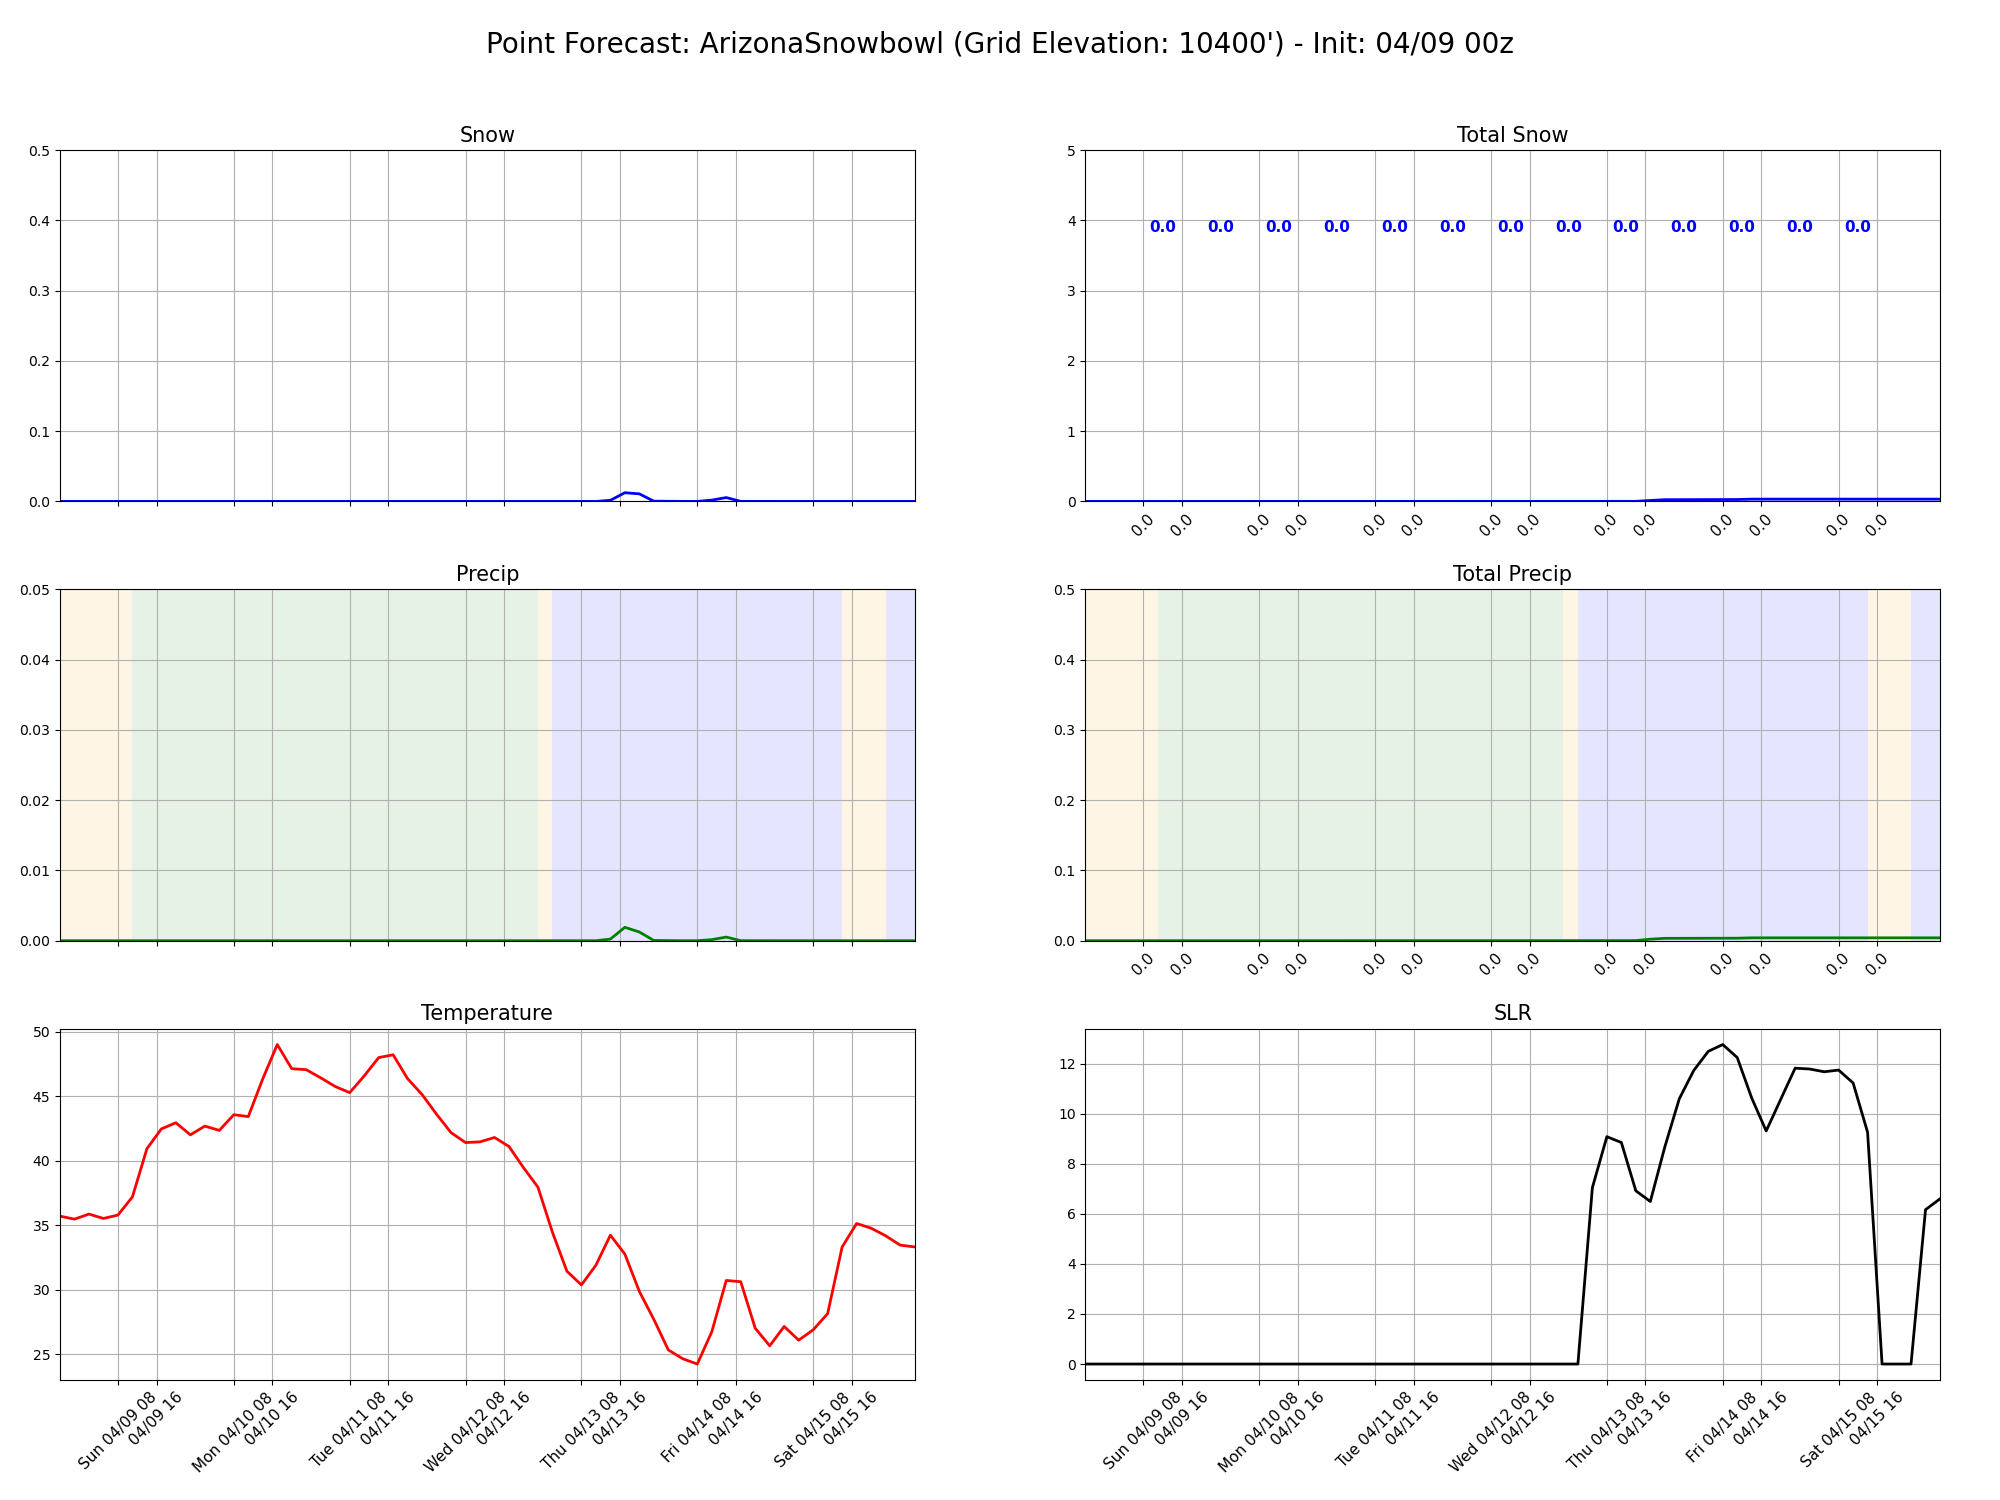 Point Forecast: ArizonaSnowbowl (Grid Elevation: 10400') - Init: 04/09 00z
Snow
0.5
0.4
0.3
0.2
0.1
0.0
Total Snow
5
4
3
2
1
0
0.0 0.0 0.0 0.0 0.0 0.0 0.0 0.0 0.0 0.0 0.0 0.0 0.0
0.0 0.0 0.0 0.0 0.0 0.0 0.0 0.0 0.0 0.0 0.0 0.0 0.0 0.0
Precip
0.05
0.04
0.03
0.02
0.01
0.00
Total Precip
0.5
0.4
0.3
0.2
0.1
0.0
0.0 0.0 0.0 0.0 0.0 0.0 0.0 0.0 0.0 0.0 0.0 0.0 0.0 0.0
Temperature
50
45
40
35
30
25
Sun 04/09 08
04/09 16
Mon 04/10 08
04/10 16
Tue 04/11 08
04/11 16
Wed 04/12 08
04/12 16
Thu 04/13 08
04/13 16
Fri 04/14 08
04/14 16
Sat 04/15 08
04/15 16
SLR
12
10
8
6
4
2
0
Sun 04/09 08
04/09 16
Mon 04/10 08
04/10 16
Tue 04/11 08
04/11 16
Wed 04/12 08
04/12 16
Thu 04/13 08
04/13 16
Fri 04/14 08
04/14 16
Sat 04/15 08
04/15 16